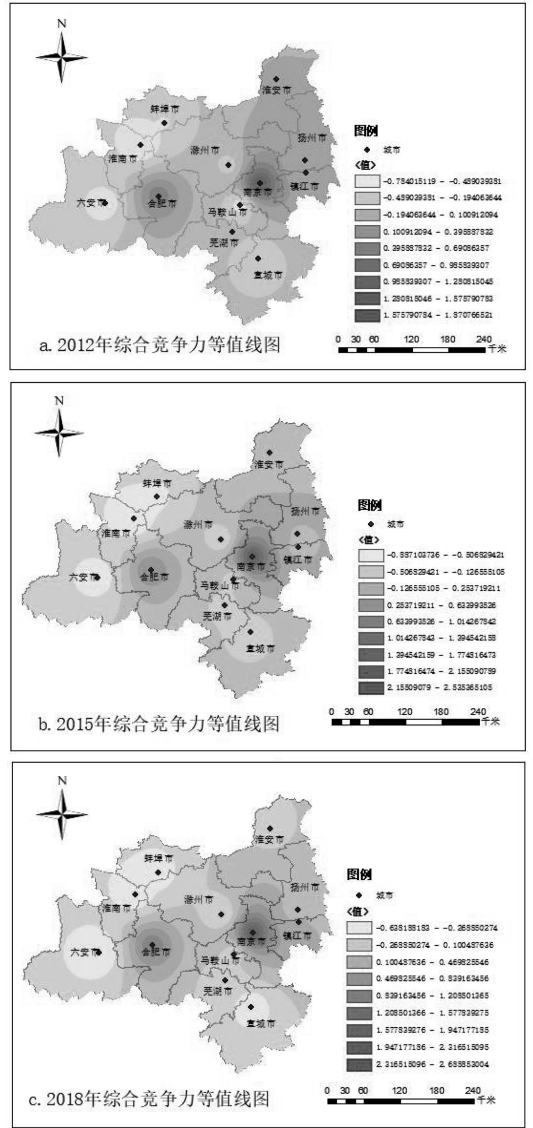 N
淮安市
蚌埠市
扬州市
淮南市
滁州市
镇江市
南京市
六安市
合肥市
马鞍山市
芜湖市
宣城市
图例
城市
<值>
-0.784015119 - -0.489039381
-0.489039381 - -0.194063644
-0.194063644 - 0.100912094
0.100912094 - 0.395887832
0.395887832 - 0.69086357
0.69086357 - 0.985839307
0.985839307 - 1.280815045
1.280815046 - 1.575790783
1.575790784 - 1.870766521
0 30 60 120 180 240
千米
a.2012年综合竞争力等值线图
N
淮安市
蚌埠市
扬州市
淮南市
滁州市
镇江市
南京市
六安市
合肥市
马鞍山市
芜湖市
宣城市
图例
城市
<值>
-0.887103736 - -0.506829421
-0.506829421 - -0.126555105
-0.126555105 - 0.253719211
0.253719211 - 0.633993526
0.633993526 - 1.014267842
1.014267843 - 1.394542158
1.394542159 - 1.774816473
1.774816474 - 2.155090789
2.15509079 - 2.535365105
0 30 60 120 180 240
千米
b.2015年综合竞争力等值线图
N
淮安市
蚌埠市
扬州市
淮南市
滁州市
镇江市
南京市
六安市
合肥市
马鞍山市
芜湖市
宣城市
图例
城市
<值>
-0.638188183 - -0.268850274
-0.268850274 - 0.100487636
0.100487636 - 0.469825546
0.469825546 - 0.839163456
0.839163456 - 1.208501365
1.208501366 - 1.577839275
1.577839276 - 1.947177185
1.947177186 - 2.316515095
2.316515096 - 2.685853004
0 30 60 120 180 240
千米
c.2018年综合竞争力等值线图